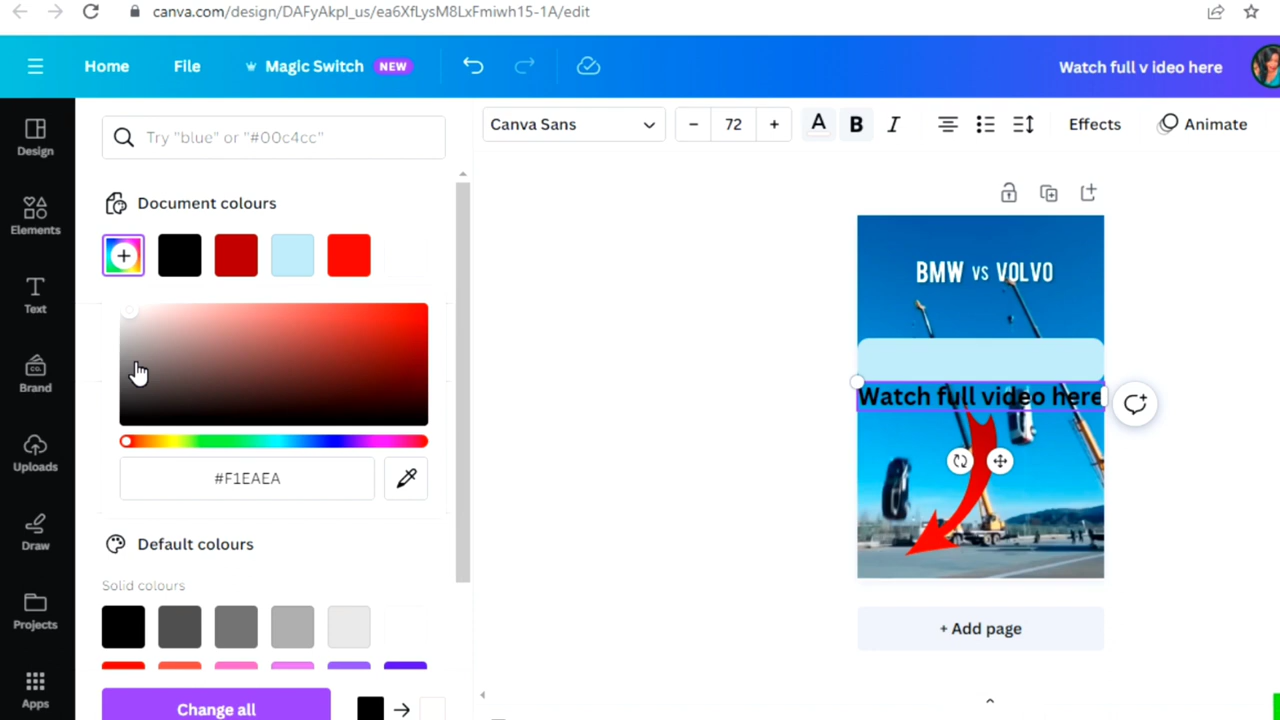 canva.com/design/DAFyAkpI_us/ea6XfLysM8LxFmiwh15-1A/edit
Home File Magic Switch NEW Watch full v ideo here
Design
Elements
Text
Brand
CO.
Uploads
Draw
Projects
Apps
Try "blue" or "#00c4cc"
Document colours
#F1EAEA
Default colours
Solid colours
Change all
Canva Sans − 72 + A B I Effects Animate
BMW VS VOLVO
Watch full video here
+ Add page